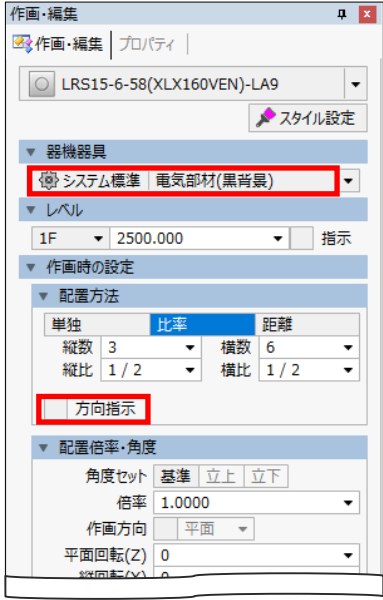 作画・編集
作画・編集 プロパティ
LRS15-6-58(XLX160VEN)-LA9
スタイル設定
器機器具
システム標準 電気部材(黒背景)
レベル
1F 2500.000 指示
作画時の設定
配置方法
単独 比率 距離
縦数 3 横数 6
縦比 1 / 2 横比 1 / 2
方向指示
配置倍率・角度
角度セット 基準 立上 立下
倍率 1.0000
作画方向 平面
平面回転(Z) 0
縦回転(X) 0